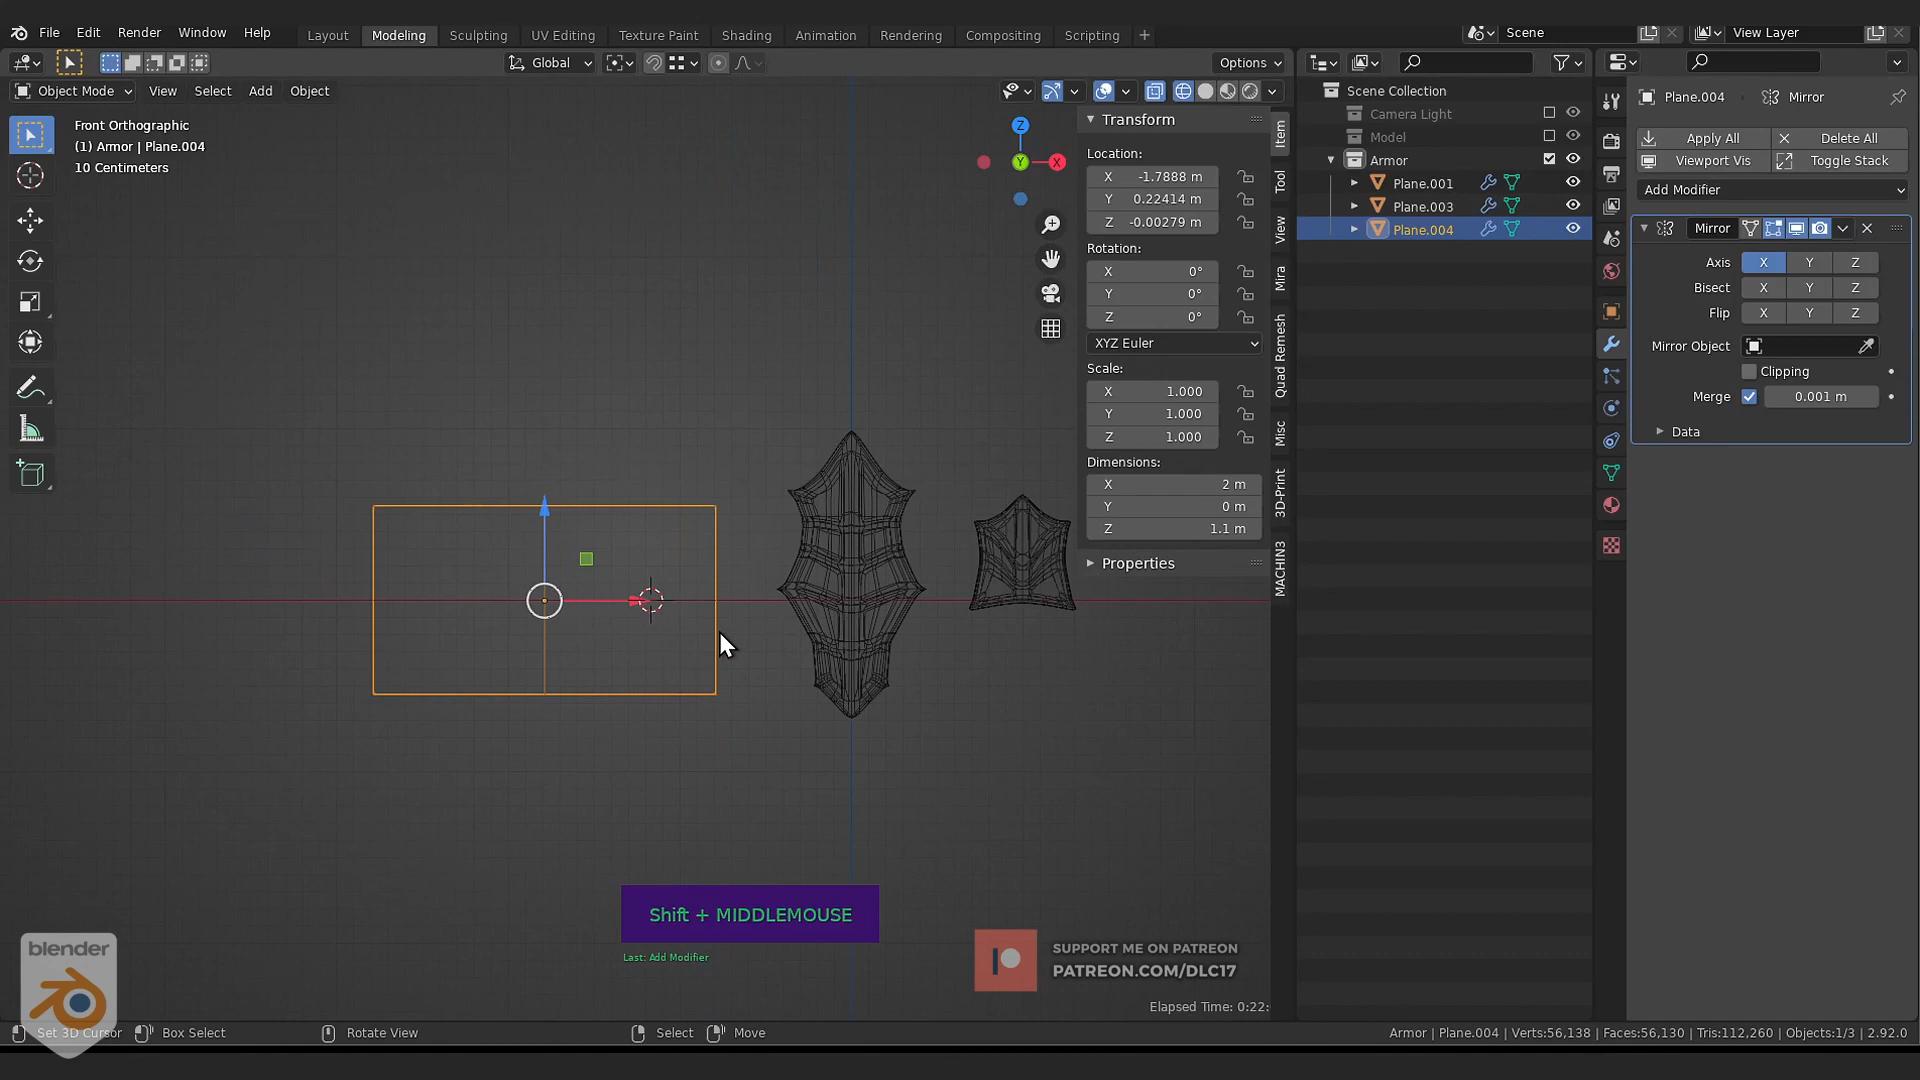 File Edit Render Window Help
Layout Modeling Sculpting UV Editing Texture Paint Shading Animation Rendering Compositing Scripting
Scene
View Layer
Global
Options
Object Mode View Select Add Object
Front Orthographic
(1) Armor | Plane.004
10 Centimeters
Z
Y
X
Transform
Location:
X -1.7888 m
Y 0.22414 m
Z -0.00279 m
Rotation:
X 0°
Y 0°
Z 0°
XYZ Euler
Scale:
X 1.000
Y 1.000
Z 1.000
Dimensions:
X 2 m
Y 0 m
Z 1.1 m
Properties
Item
Tool
View
Mira
Quad Remesh
Misc
3D-Print
MACHIN3
Scene Collection
Camera Light
Model
Armor
Plane.001
Plane.003
Plane.004
Plane.004 Mirror
Apply All Delete All
Viewport Vis Toggle Stack
Add Modifier
Mirror
Axis X Y Z
Bisect X Y Z
Flip X Y Z
Mirror Object
Clipping
Merge 0.001 m
Data
Shift + MIDDLEMOUSE
Last: Add Modifier
SUPPORT ME ON PATREON
PATREON.COM/DLC17
Elapsed Time: 0:22:
blender
Set 3D Cursor Box Select Rotate View Select Move
Armor | Plane.004 | Verts:56,138 | Faces:56,130 | Tris:112,260 | Objects:1/3 | 2.92.0